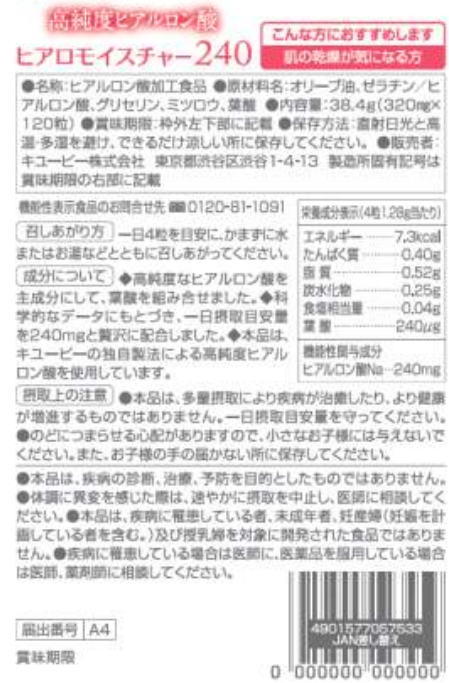 高純度ヒアルロン酸
ヒアロモイスチャー240
こんな方におすすめします
肌の乾燥が気になる方
●名称:ヒアルロン酸加工食品 ●原材料名:オリーブ油、ゼラチン/ヒ
アルロン酸、グリセリン、ミツロウ、葉酸 ●内容量:38.4g(320mg×
120粒) ●賞味期限:枠外左下部に記載 ●保存方法:直射日光と高
温・多湿を避け、できるだけ涼しい所に保存してください。 ●販売者:
キユーピー株式会社 東京都渋谷区渋谷1-4-13 製造所固有記号は
賞味期限の右部に記載
機能性表示食品のお問合せ先 0120-81-1091
召しあがり方 一日4粒を目安に、かまずに水
またはお湯などとともに召しあがってください。
成分について ◆高純度なヒアルロン酸を
主成分にして、葉酸を組み合せました。◆科
学的なデータにもとづき、一日摂取目安量
を240mgと贅沢に配合しました。◆本品は、
キユーピーの独自製法による高純度ヒアル
ロン酸を使用しています。
栄養成分表示(4粒1.28g当たり)
エネルギー 7.3kcal
たんぱく質 0.40g
脂質 0.52g
炭水化物 0.25g
食塩相当量 0.04g
葉酸 240μg
機能性関与成分
ヒアルロン酸Na 240mg
摂取上の注意 ●本品は、多量摂取により疾病が治癒したり、より健康
が増進するものではありません。一日摂取目安量を守ってください。
●のどにつまらせる心配がありますので、小さなお子様には与えないで
ください。また、お子様の手の届かない所に保存してください。
●本品は、疾病の診断、治療、予防を目的としたものではありません。
●体調に異変を感じた際は、速やかに摂取を中止し、医師に相談してく
ださい。●本品は、疾病に罹患している者、未成年者、妊産婦(妊娠を計
画している者を含む。)及び授乳婦を対象に開発された食品ではありま
せん。●疾病に罹患している場合は医師に、医薬品を服用している場合
は医師、薬剤師に相談してください。
届出番号 A4
賞味期限
4901577057533
JAN差し替え
0 000000 000000